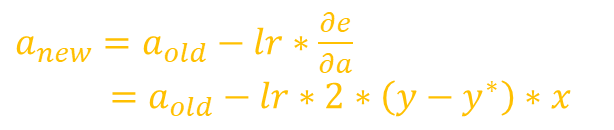 a_new = a_old − lr * ∂e/∂a
= a_old − lr * 2 * (y − y*) * x